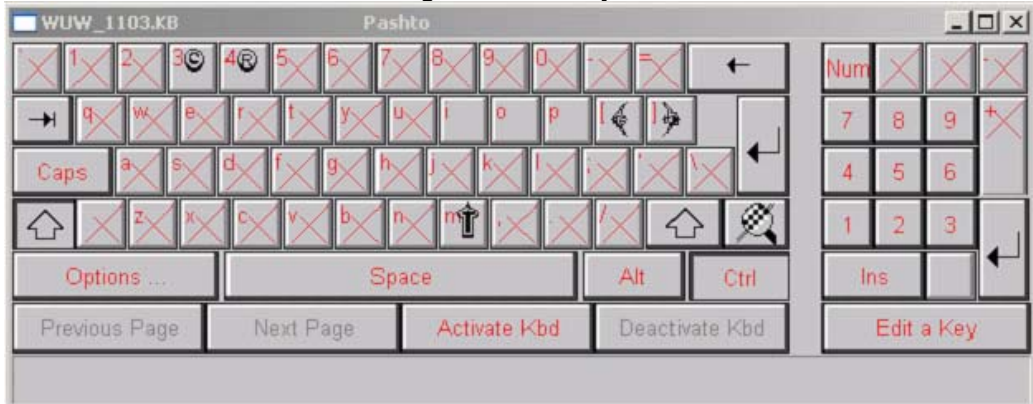 WUW_1103.KB Pashto
1 2 3 © 4 ® 5 6 7 8 9 0 - = ← Num -
q w e r t y u i o p [ ] 7 8 9 +
Caps a s d f g h j k l ; ' \ 4 5 6
z x c v b n m , . / 1 2 3
Options ... Space Alt Ctrl Ins
Previous Page Next Page Activate Kbd Deactivate Kbd Edit a Key